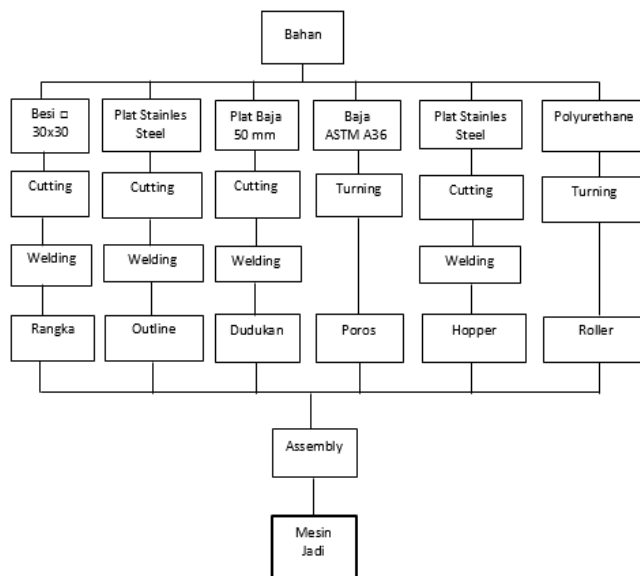 Bahan
Besi □
30x30
Plat Stainles
Steel
Plat Baja
50 mm
Baja
ASTM A36
Plat Stainles
Steel
Polyurethane
Cutting
Cutting
Cutting
Turning
Cutting
Turning
Welding
Welding
Welding
Welding
Rangka
Outline
Dudukan
Poros
Hopper
Roller
Assembly
Mesin
Jadi